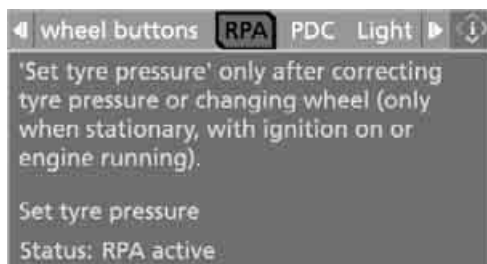 wheel buttons RPA PDC Light
'Set tyre pressure' only after correcting
tyre pressure or changing wheel (only
when stationary, with ignition on or
engine running).
Set tyre pressure
Status: RPA active